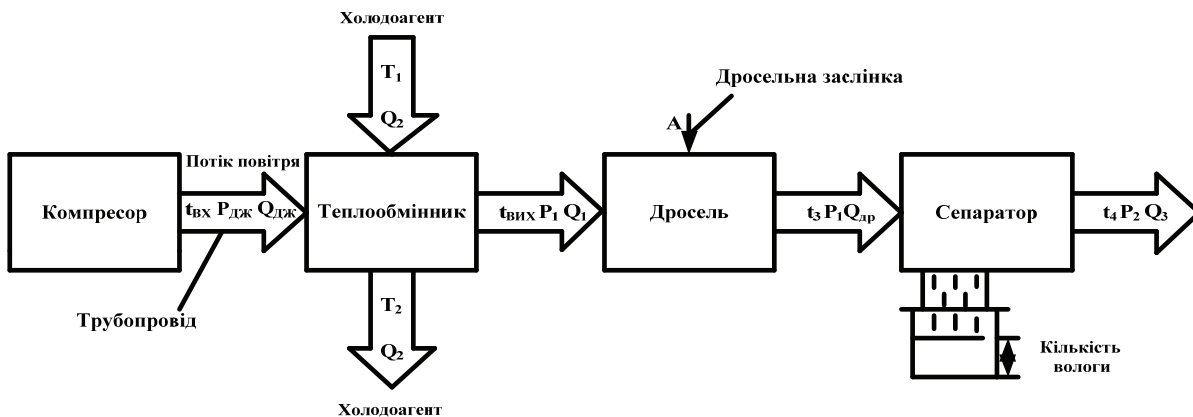 Холодоагент
T₁
Q₂
Дросельна заслінка
A
Потік повітря
Компресор
tВХ PДЖ QДЖ
Теплообмінник
tВИХ P₁ Q₁
Дросель
t₃ P₁Qдр
Сепаратор
t₄ P₂ Q₃
Трубопровід
T₂
Q₂
Кількість
вологи
Холодоагент